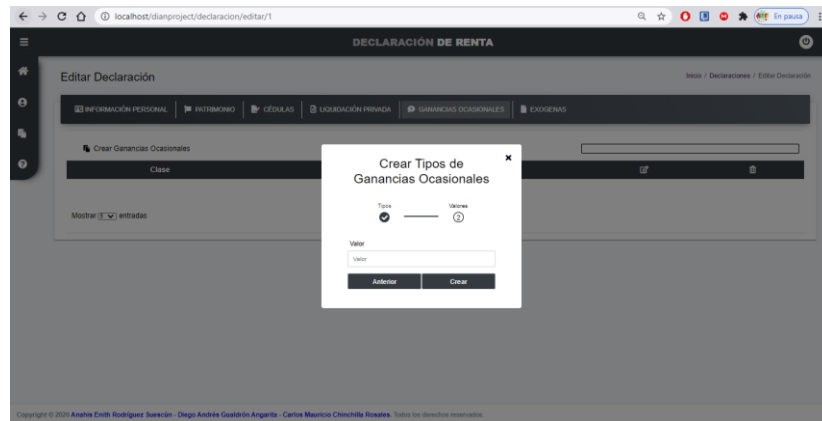 localhost/dianproject/declaracion/editar/1
En pausa
DECLARACIÓN DE RENTA
Editar Declaración
Inicio / Declaraciones / Editar Declaración
INFORMACIÓN PERSONAL
PATRIMONIO
CÉDULAS
LIQUIDACIÓN PRIVADA
GANANCIAS OCASIONALES
EXOGENAS
Crear Ganancias Ocasionales
Clase
Mostrar 1 entradas
Crear Tipos de
Ganancias Ocasionales
×
Tipos
Valores
2
Valor
Valor
Anterior
Crear
Copyright © 2020 Anahis Enith Rodríguez Suescún - Diego Andrés Gualdrón Angarita - Carlos Mauricio Chinchilla Rosales. Todos los derechos reservados.